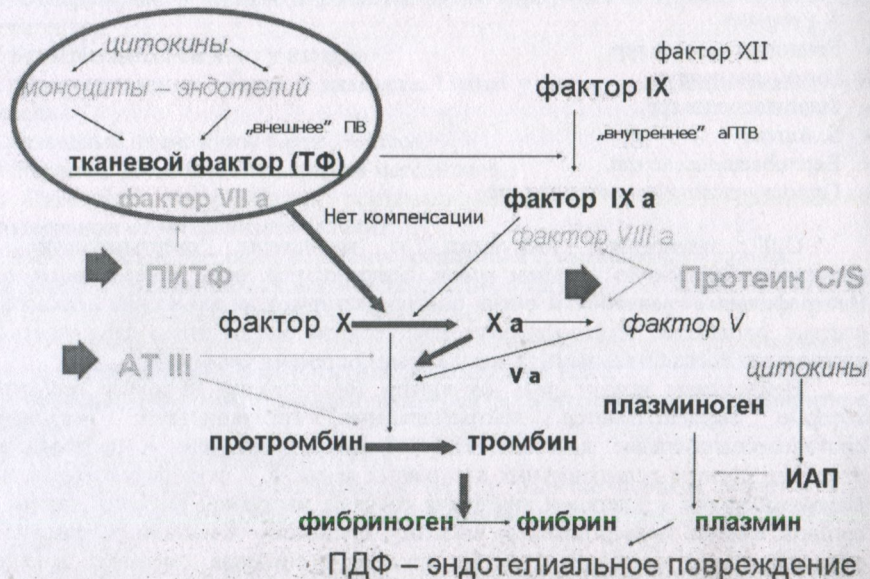 цитокины
фактор XII
моноциты – эндотелий
фактор IX
„внешнее” ПВ
„внутреннее” аПТВ
тканевой фактор (ТФ)
фактор VII а
фактор IX а
Нет компенсации
фактор VIII а
ПИТФ
Протеин C/S
фактор X
X а
фактор V
АТ III
V а
цитокины
плазминоген
протромбин
тромбин
ИАП
фибриноген
фибрин
плазмин
ПДФ – эндотелиальное повреждение